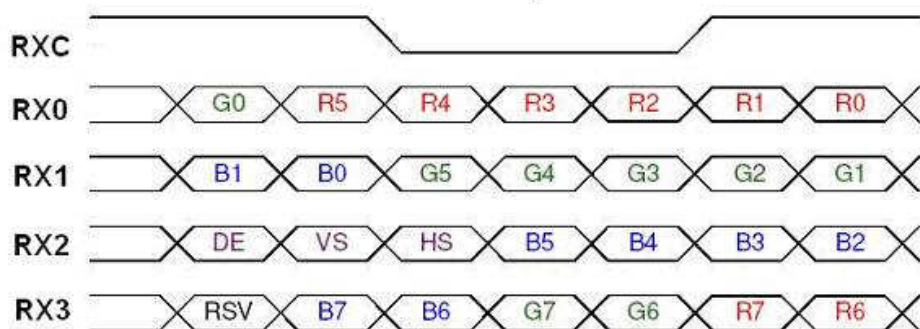 RXC
RX0 G0 R5 R4 R3 R2 R1 R0
RX1 B1 B0 G5 G4 G3 G2 G1
RX2 DE VS HS B5 B4 B3 B2
RX3 RSV B7 B6 G7 G6 R7 R6